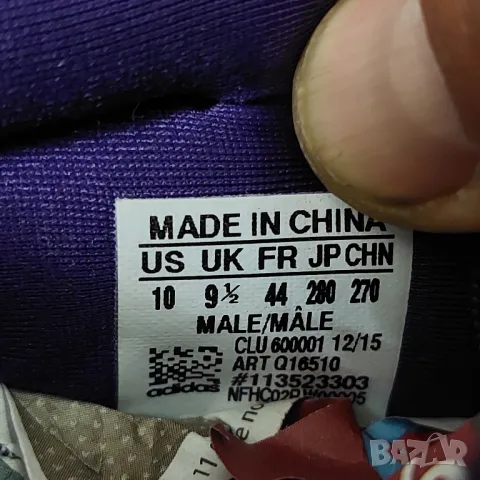 MADE IN CHINA
US UK FR JP CHN
10 9½ 44 280 270
MALE/MÂLE
CLU 600001 12/15
ART Q16510
#113523303
adidas
BAZAR